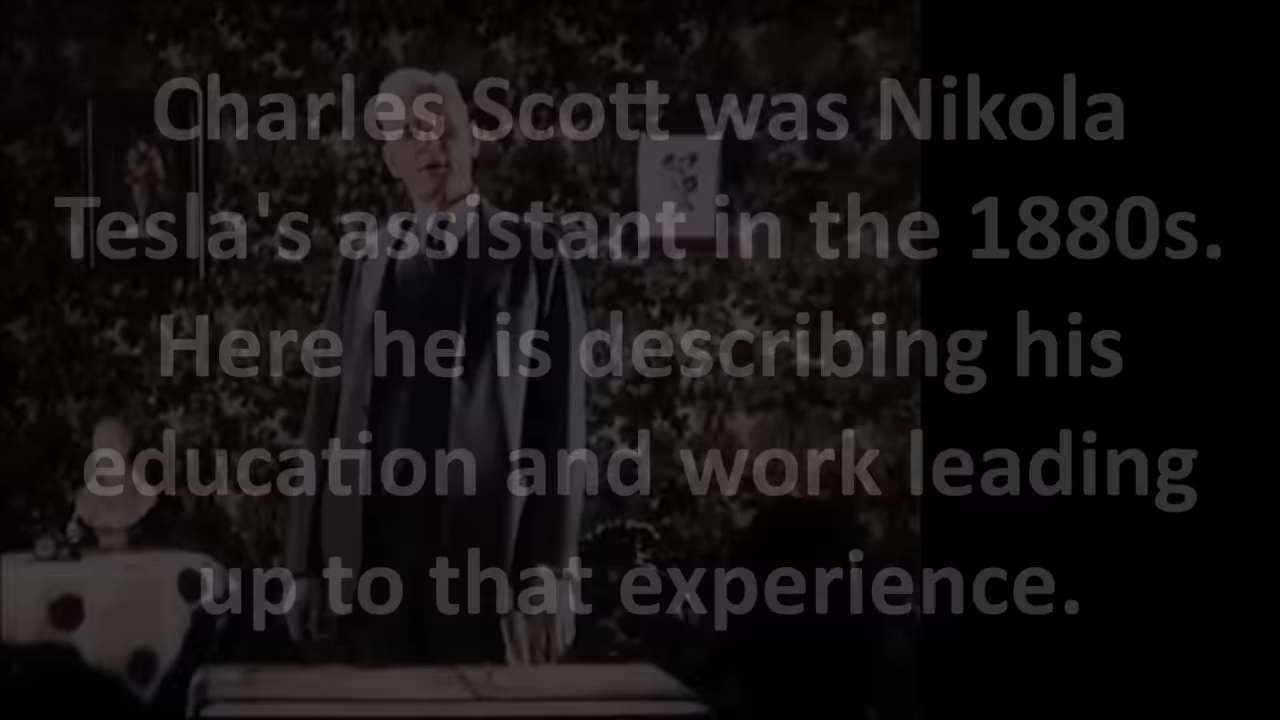 Charles Scott was Nikola
Tesla's assistant in the 1880s.
Here he is describing his
education and work leading
up to that experience.